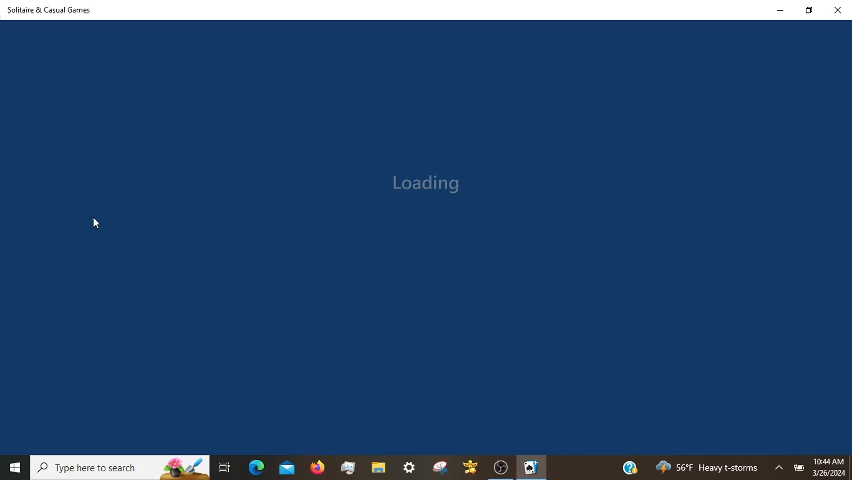 Solitaire & Casual Games
Loading
Type here to search
56°F Heavy t-storms
10:44 AM
3/26/2024